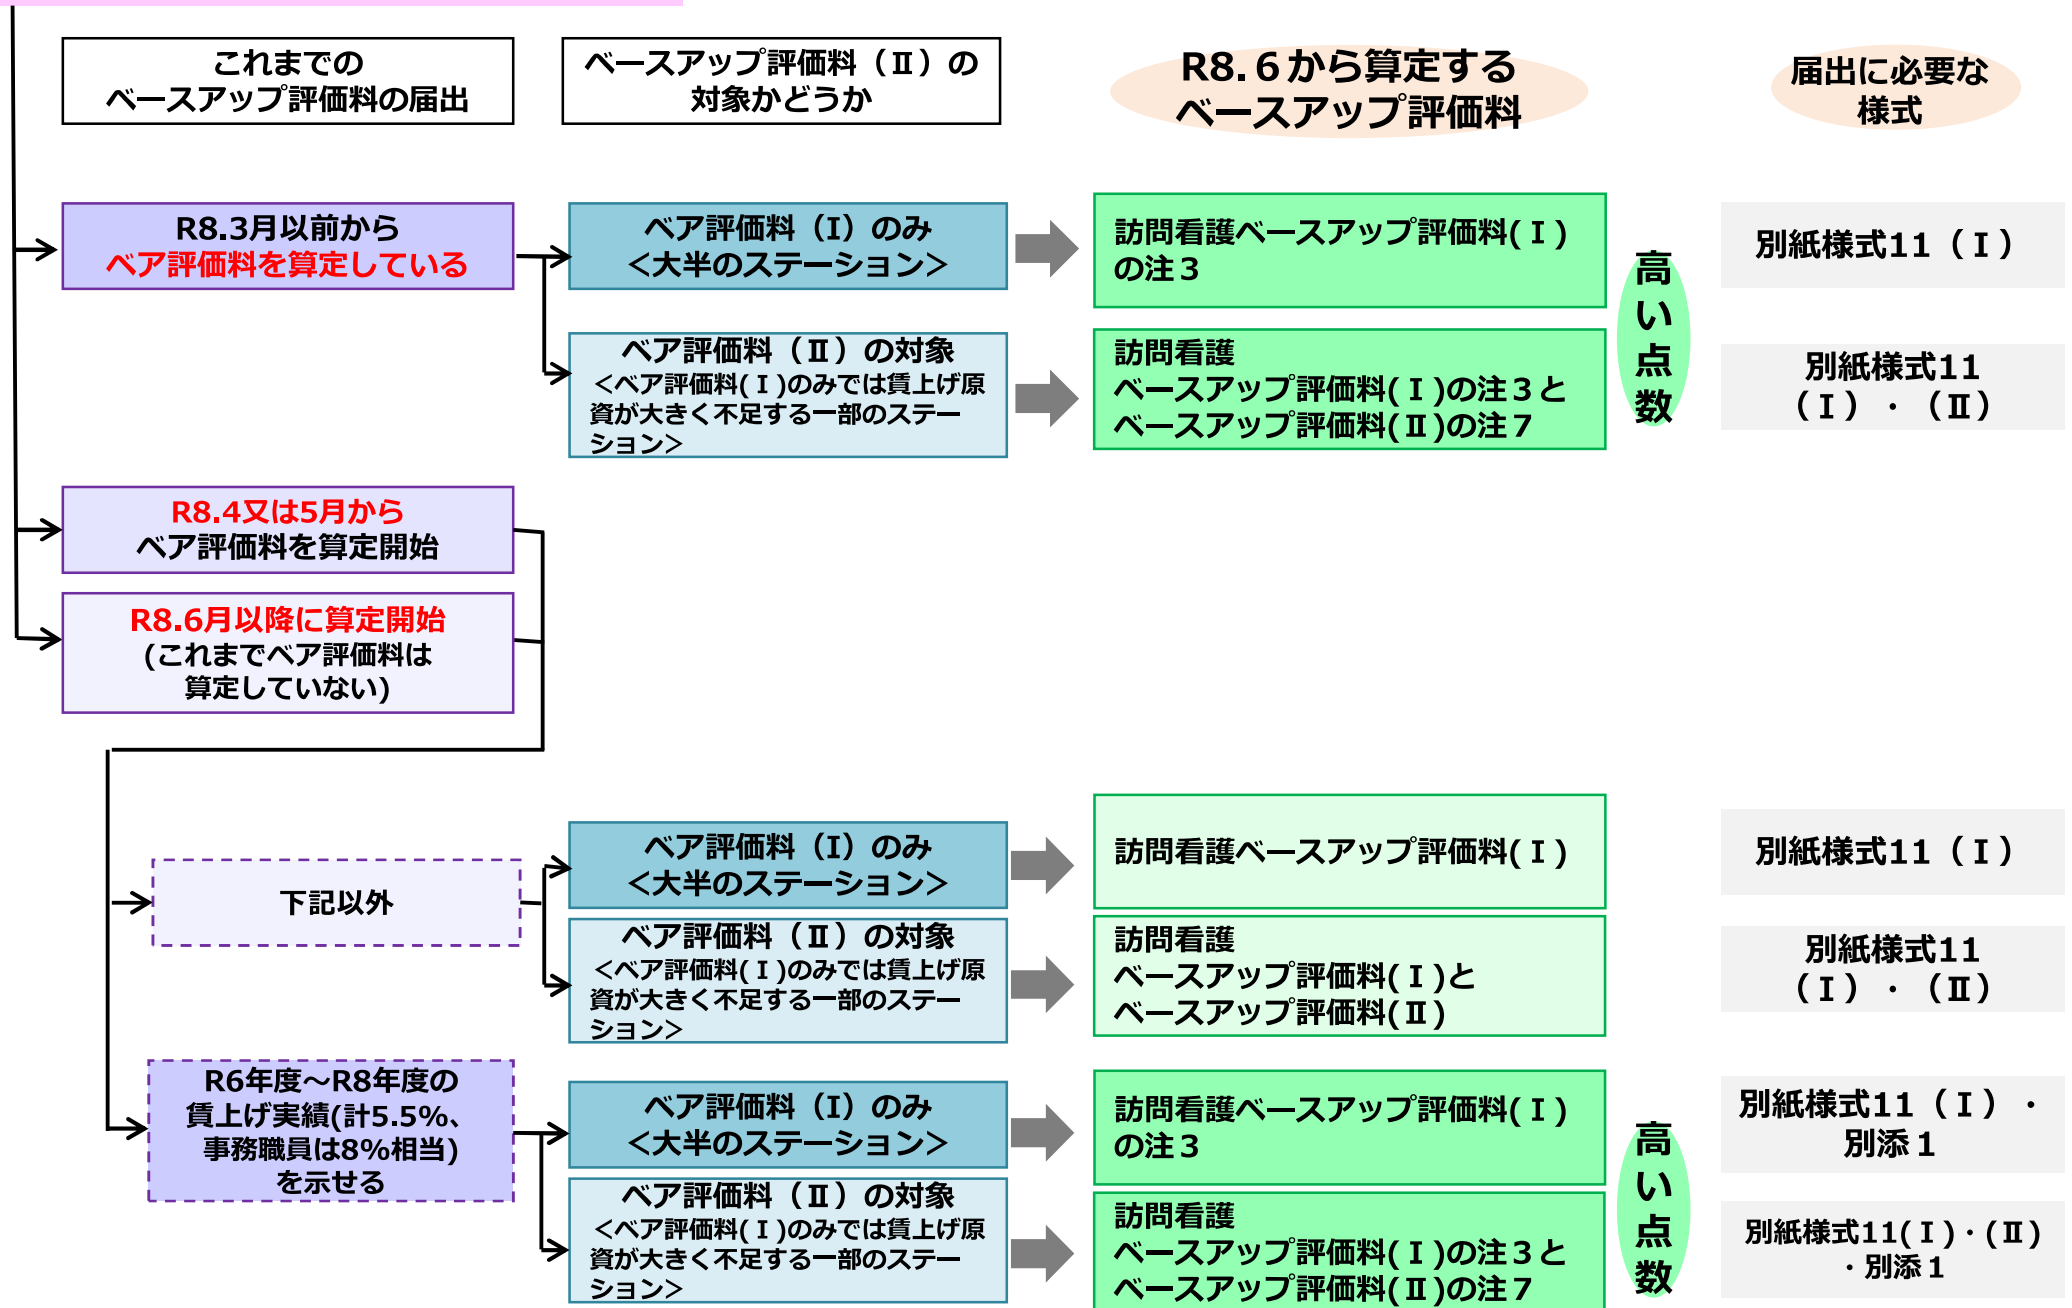 これまでの
ベースアップ評価料の届出
ベースアップ評価料（Ⅱ）の
対象かどうか
R8.６から算定する
ベースアップ評価料
届出に必要な
様式
R8.3月以前から
ベア評価料を算定している
ベア評価料（I）のみ
＜大半のステーション＞
訪問看護ベースアップ評価料(Ⅰ)
の注３
別紙様式11（Ⅰ）
ベア評価料（Ⅱ）の対象
＜ベア評価料(Ⅰ)のみでは賃上げ原
資が大きく不足する一部のステー
ション＞
訪問看護
ベースアップ評価料(Ⅰ)の注３と
ベースアップ評価料(Ⅱ)の注７
高い点数
別紙様式11
（Ⅰ）・（Ⅱ）
R8.4又は5月から
ベア評価料を算定開始
R8.6月以降に算定開始
(これまでベア評価料は
算定していない)
下記以外
ベア評価料（I）のみ
＜大半のステーション＞
訪問看護ベースアップ評価料(Ⅰ)
別紙様式11（Ⅰ）
ベア評価料（Ⅱ）の対象
＜ベア評価料(Ⅰ)のみでは賃上げ原
資が大きく不足する一部のステー
ション＞
訪問看護
ベースアップ評価料(Ⅰ)と
ベースアップ評価料(Ⅱ)
別紙様式11
（Ⅰ）・（Ⅱ）
R6年度～R8年度の
賃上げ実績(計5.5%、
事務職員は8%相当)
を示せる
ベア評価料（I）のみ
＜大半のステーション＞
訪問看護ベースアップ評価料(Ⅰ)
の注３
別紙様式11（Ⅰ）・
別添１
ベア評価料（Ⅱ）の対象
＜ベア評価料(Ⅰ)のみでは賃上げ原
資が大きく不足する一部のステー
ション＞
訪問看護
ベースアップ評価料(Ⅰ)の注３と
ベースアップ評価料(Ⅱ)の注７
高い点数
別紙様式11(Ⅰ)・(Ⅱ)
・別添１